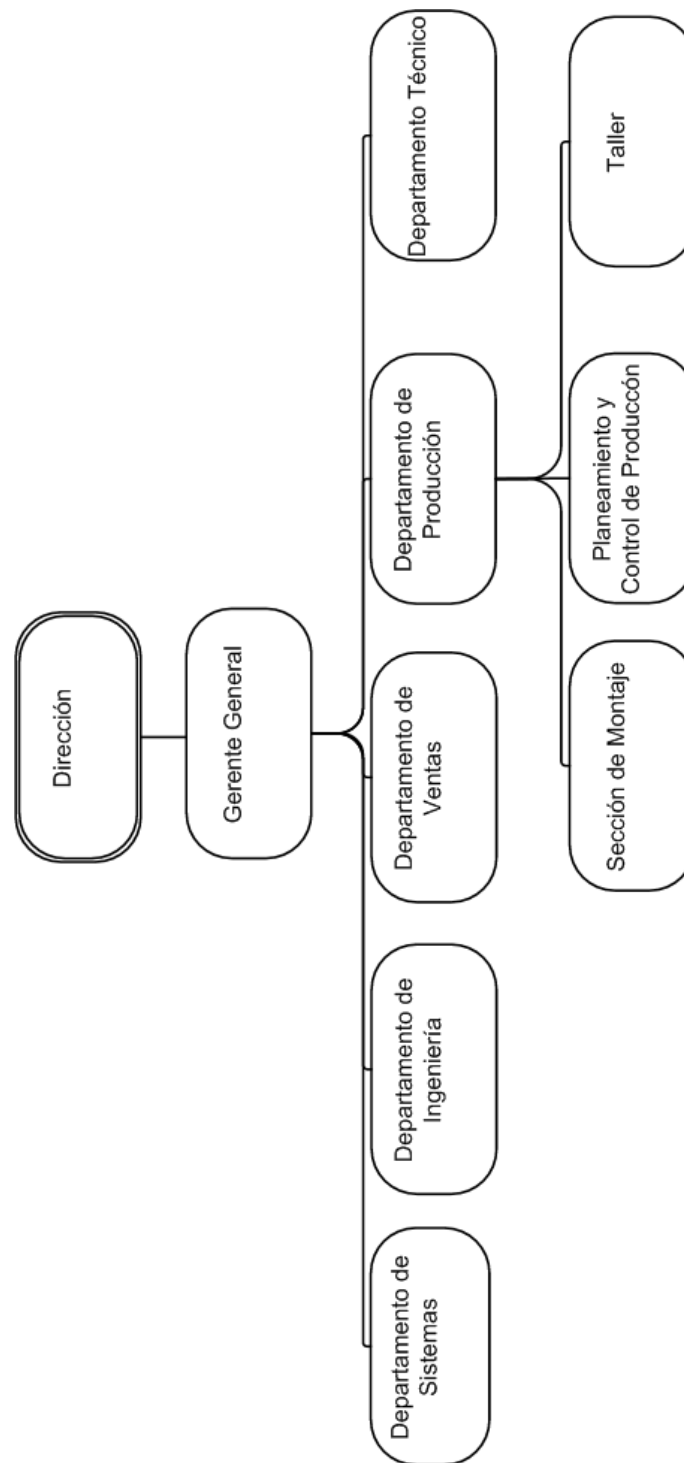 Dirección
Gerente General
Departamento de
Sistemas
Departamento de
Ingeniería
Departamento de
Ventas
Departamento de
Producción
Departamento Técnico
Sección de Montaje
Planeamiento y
Control de Produccón
Taller